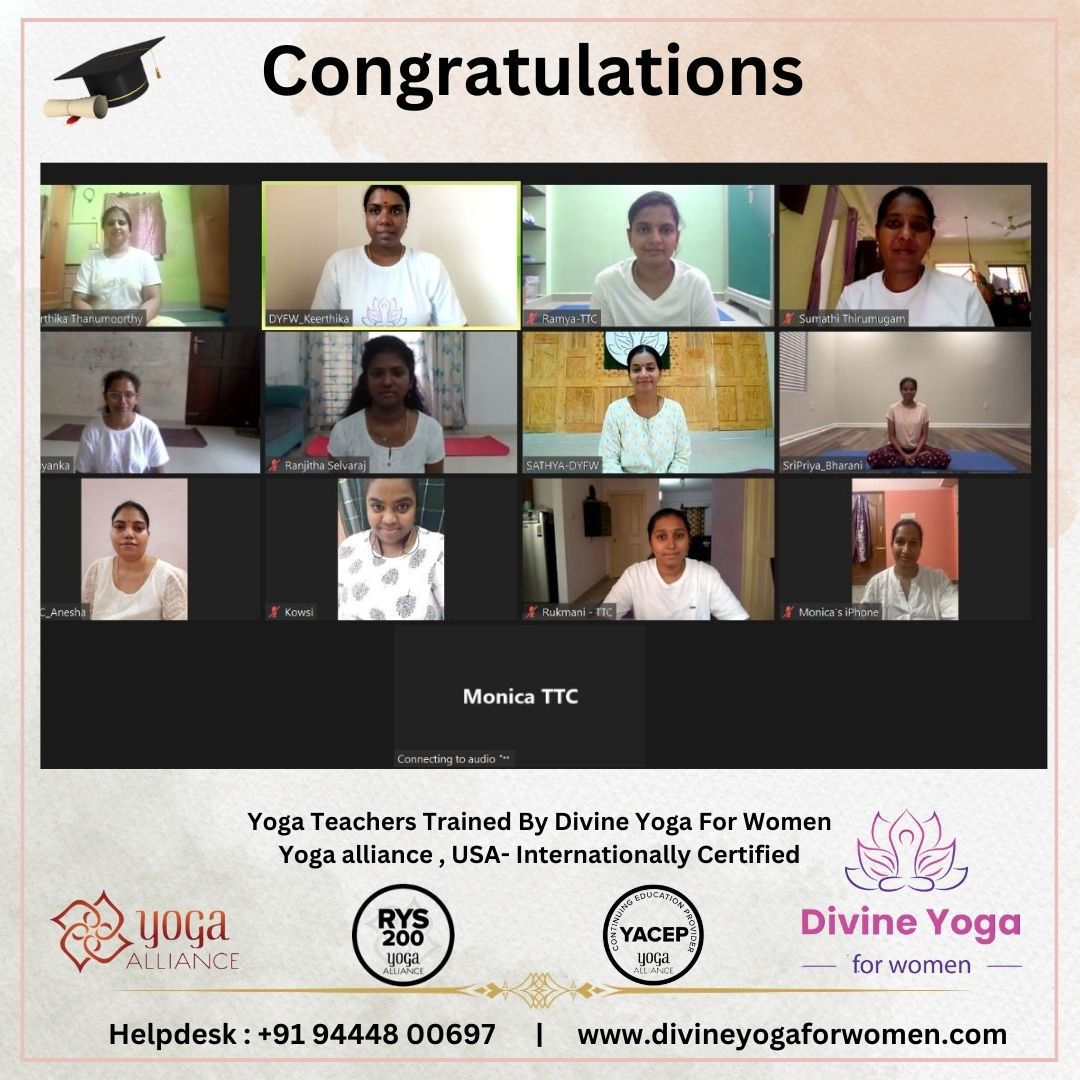 Congratulations
rthika Thanumoorthy
DYFW_Keerthika
Ramya-TTC
Sumathi Thirumugam
yanka
Ranjitha Selvaraj
SATHYA-DYFW
SriPriya_Bharani
C_Anesha
Kowsi
Rukmani - TTC
Monica's iPhone
Monica TTC
Connecting to audio
Yoga Teachers Trained By Divine Yoga For Women
Yoga alliance , USA- Internationally Certified
yoga
ALLIANCE
RYS
200
yoga
ALLIANCE
CONTINUING EDUCATION PROVIDER
YACEP
yoga
ALLIANCE
Divine Yoga
for women
Helpdesk : +91 94448 00697 | www.divineyogaforwomen.com